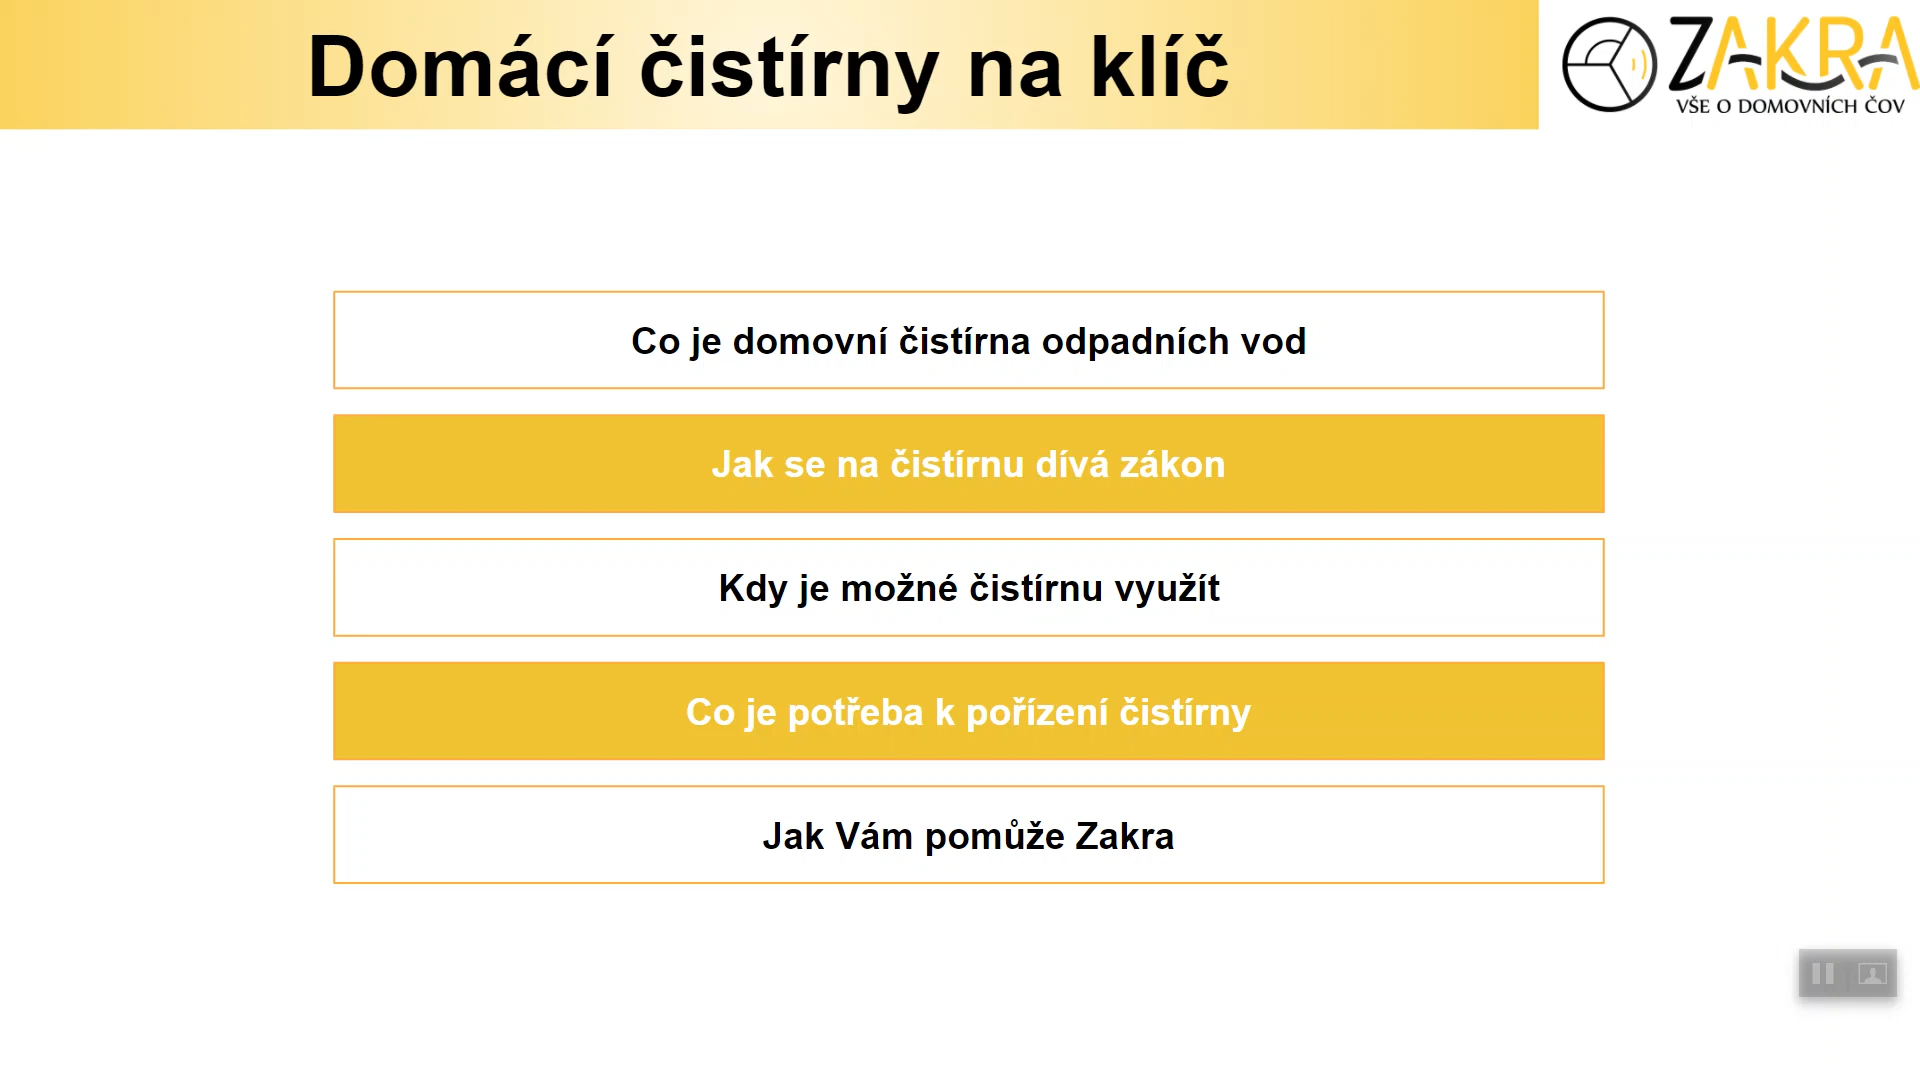 Domácí čistírny na klíč
ZAKRA
VŠE O DOMOVNÍCH ČOV
Co je domovní čistírna odpadních vod
Jak se na čistírnu dívá zákon
Kdy je možné čistírnu využít
Co je potřeba k pořízení čistírny
Jak Vám pomůže Zakra